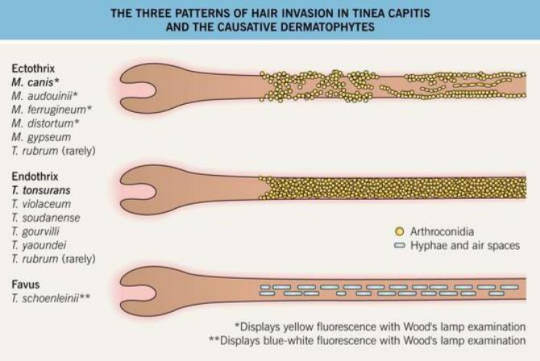 THE THREE PATTERNS OF HAIR INVASION IN TINEA CAPITIS
AND THE CAUSATIVE DERMATOPHYTES
Ectothrix
M. canis*
M. audouinii*
M. ferrugineum*
M. distortum*
M. gypseum
T. rubrum (rarely)
Endothrix
T. tonsurans
T. violaceum
T. soudanense
T. gourvilli
T. yaoundei
T. rubrum (rarely)
Arthroconidia
Hyphae and air spaces
Favus
T. schoenleinii**
*Displays yellow fluorescence with Wood's lamp examination
**Displays blue-white fluorescence with Wood's lamp examination